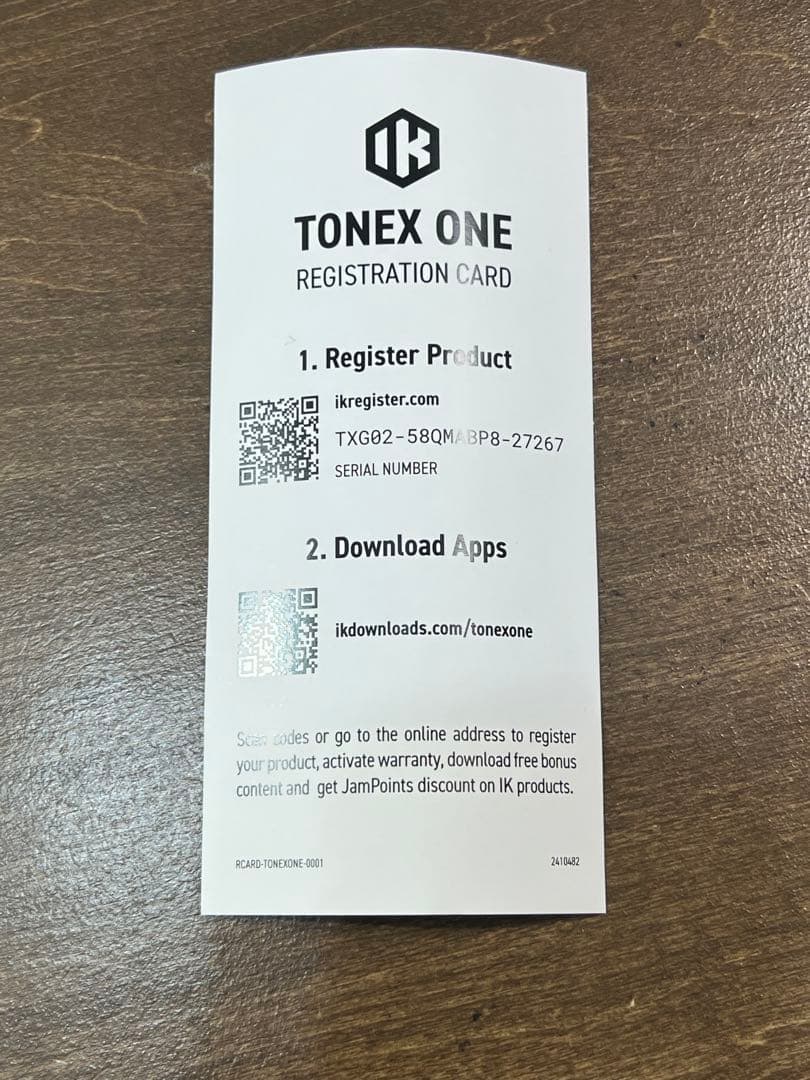 IK
TONEX ONE
REGISTRATION CARD
1. Register Product
ikregister.com
TXG02-58QMABP8-27267
SERIAL NUMBER
2. Download Apps
ikdownloads.com/tonexone
Scan codes or go to the online address to register
your product, activate warranty, download free bonus
content and get JamPoints discount on IK products.
RCARD-TONEXONE-0001
2410482